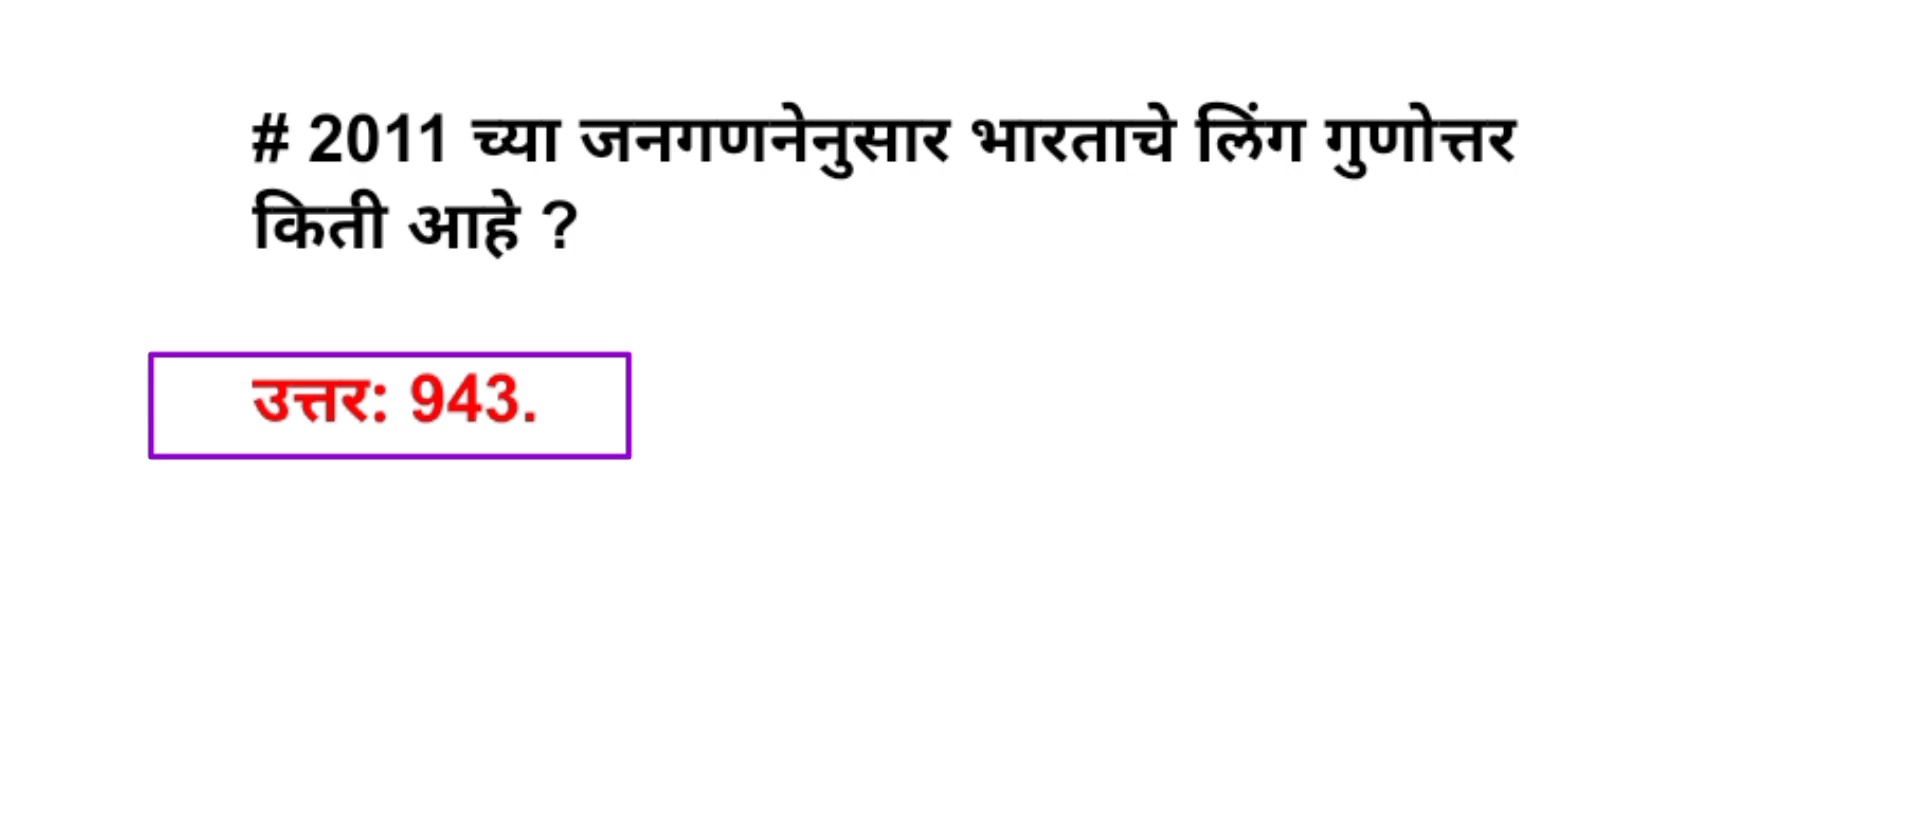 # 2011 च्या जनगणनेनुसार भारताचे लिंग गुणोत्तर
किती आहे ?
उत्तर: 943.